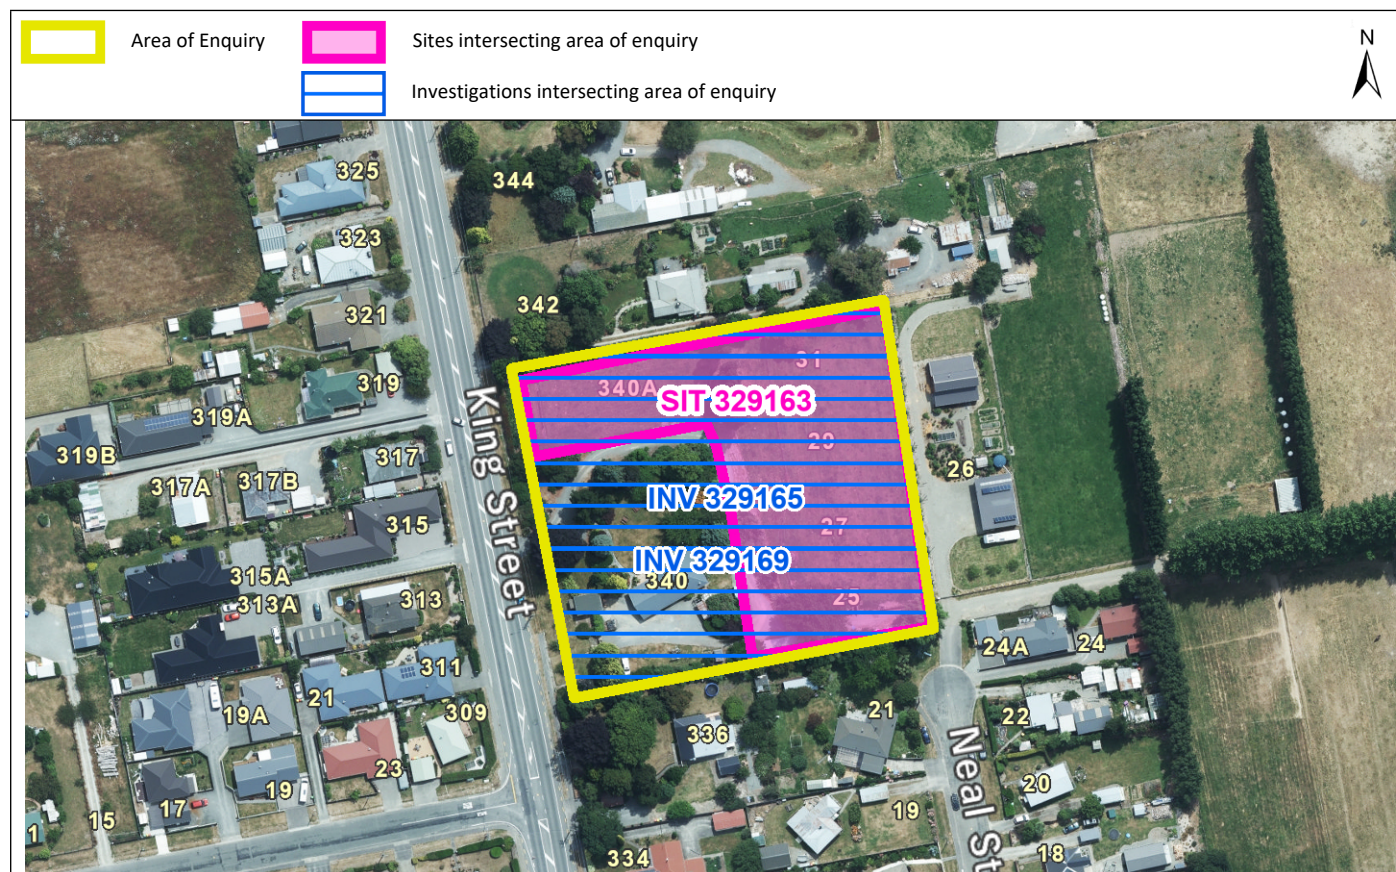 Area of Enquiry
Sites intersecting area of enquiry
N
Investigations intersecting area of enquiry
325
344
323
342
321
31
340A
319
SIT 329163
King Street
319A
29
319B
317
317B
26
317A
INV 329165
315
27
INV 329169
315A
340
313A
313
25
24A
24
311
21
19A
309
21
22
336
Neal St
23
20
19
17
19
15
1
334
18